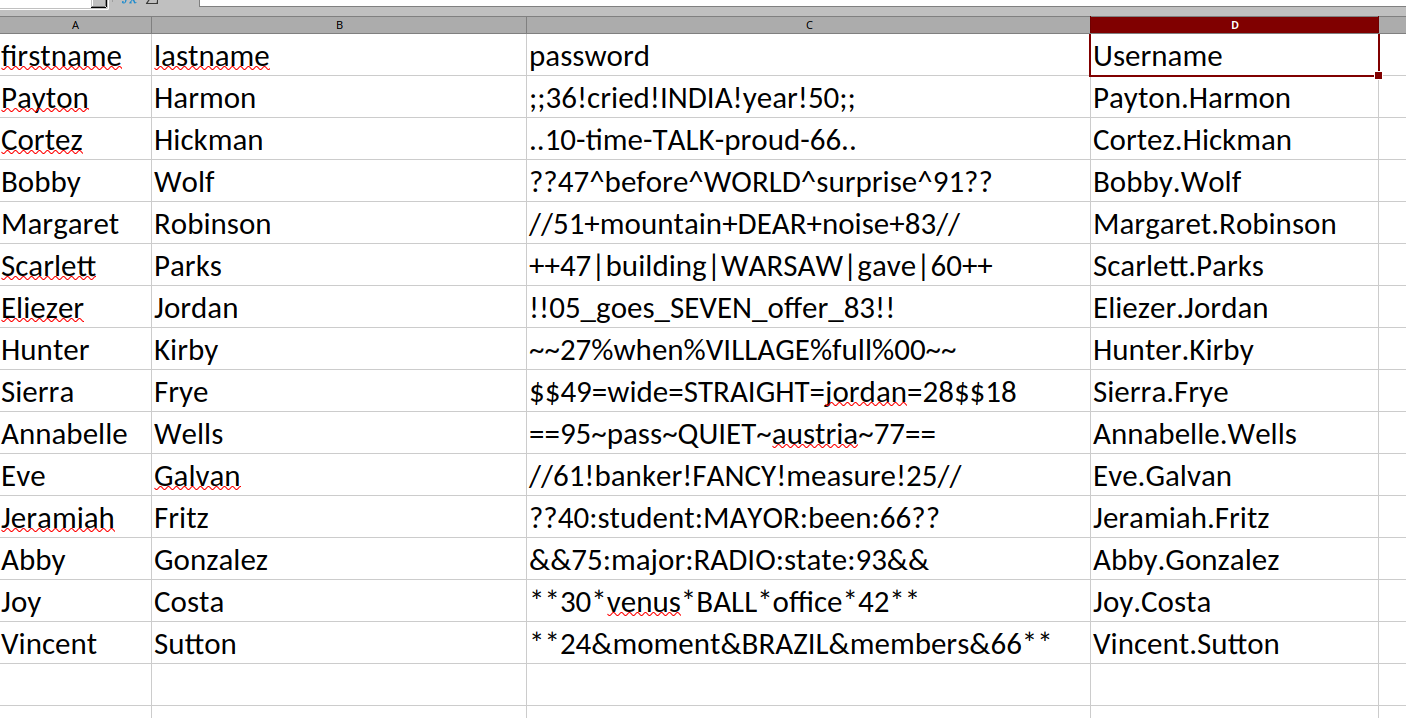 A B C D
firstname lastname password Username
Payton Harmon ;;36!cried!INDIA!year!50;; Payton.Harmon
Cortez Hickman ..10-time-TALK-proud-66.. Cortez.Hickman
Bobby Wolf ??47^before^WORLD^surprise^91?? Bobby.Wolf
Margaret Robinson //51+mountain+DEAR+noise+83// Margaret.Robinson
Scarlett Parks ++47|building|WARSAW|gave|60++ Scarlett.Parks
Eliezer Jordan !!05_goes_SEVEN_offer_83!! Eliezer.Jordan
Hunter Kirby ~~27%when%VILLAGE%full%00~~ Hunter.Kirby
Sierra Frye $$49=wide=STRAIGHT=jordan=28$$18 Sierra.Frye
Annabelle Wells ==95~pass~QUIET~austria~77== Annabelle.Wells
Eve Galvan //61!banker!FANCY!measure!25// Eve.Galvan
Jeramiah Fritz ??40:student:MAYOR:been:66?? Jeramiah.Fritz
Abby Gonzalez &&75:major:RADIO:state:93&& Abby.Gonzalez
Joy Costa **30*venus*BALL*office*42** Joy.Costa
Vincent Sutton **24&moment&BRAZIL&members&66** Vincent.Sutton